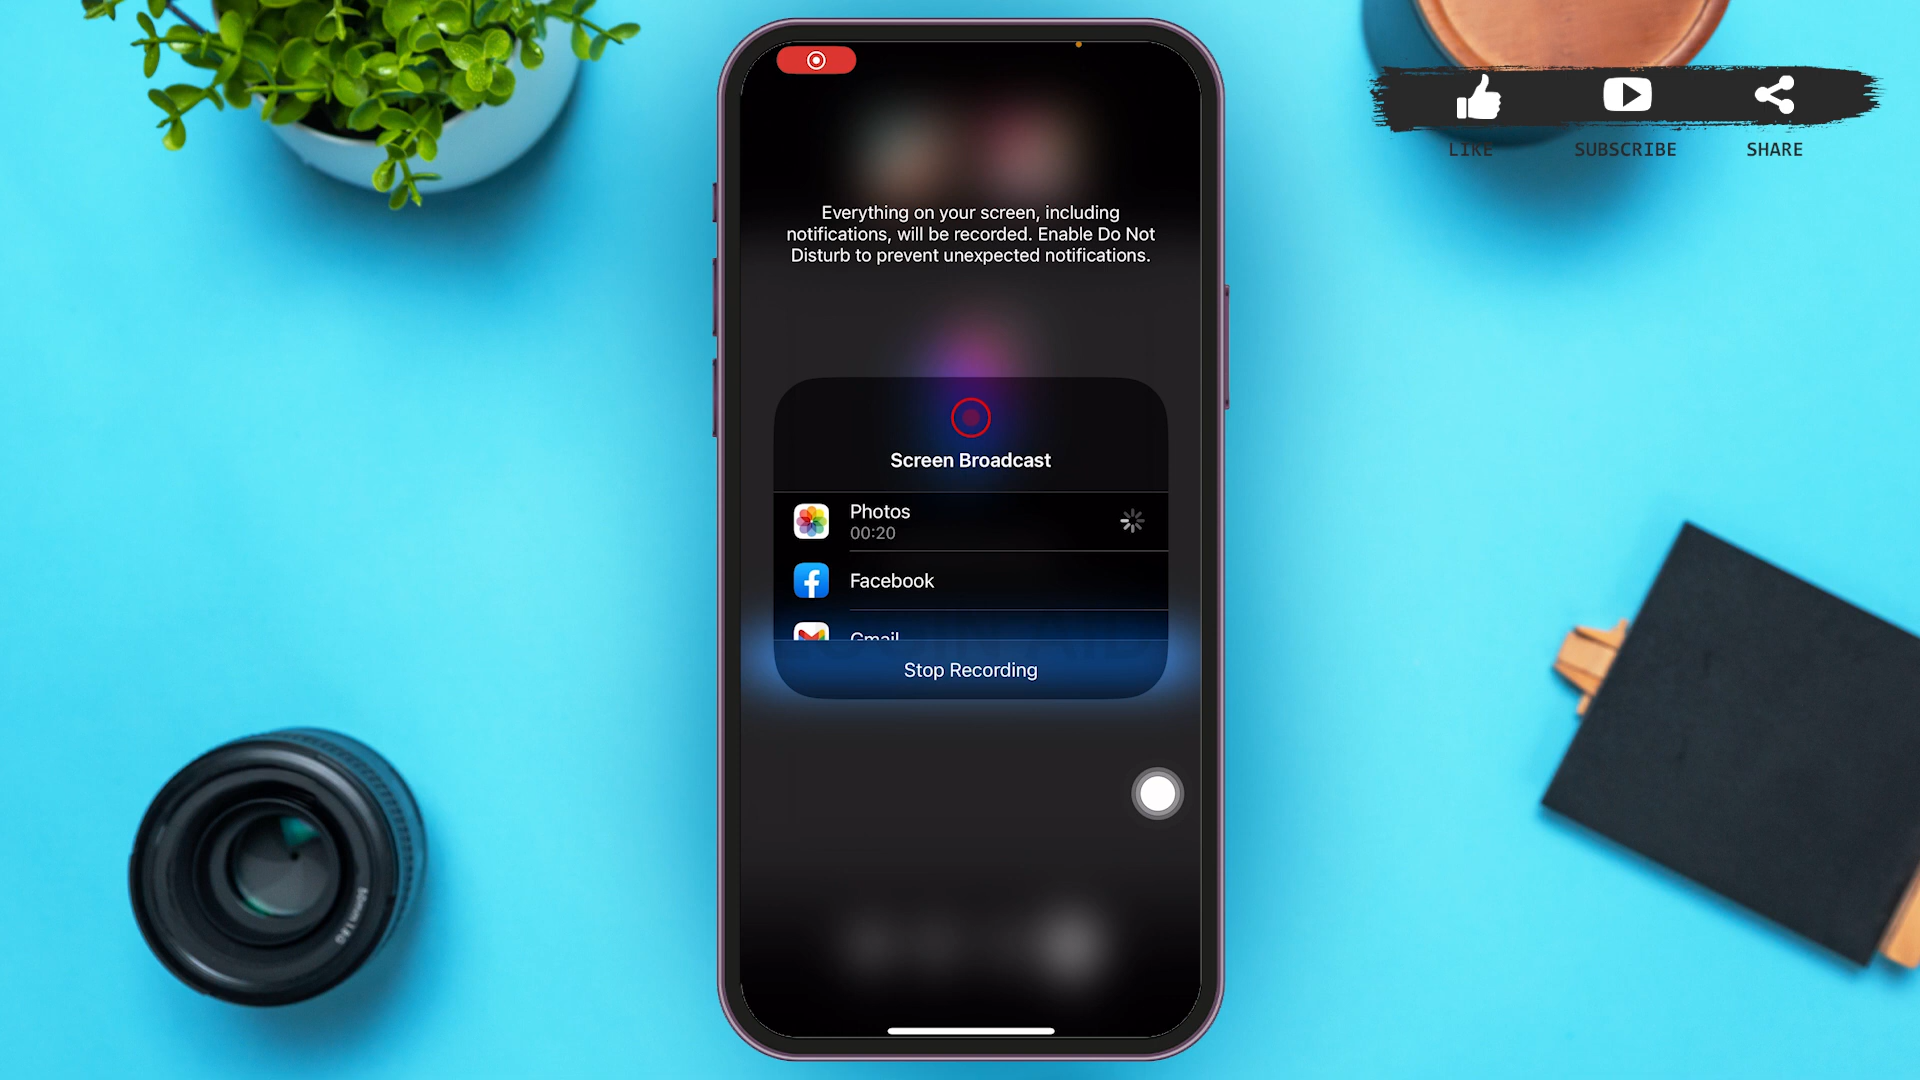 LIKE
SUBSCRIBE
SHARE
Everything on your screen, including
notifications, will be recorded. Enable Do Not
Disturb to prevent unexpected notifications.
Screen Broadcast
Photos
00:20
Facebook
Gmail
Stop Recording